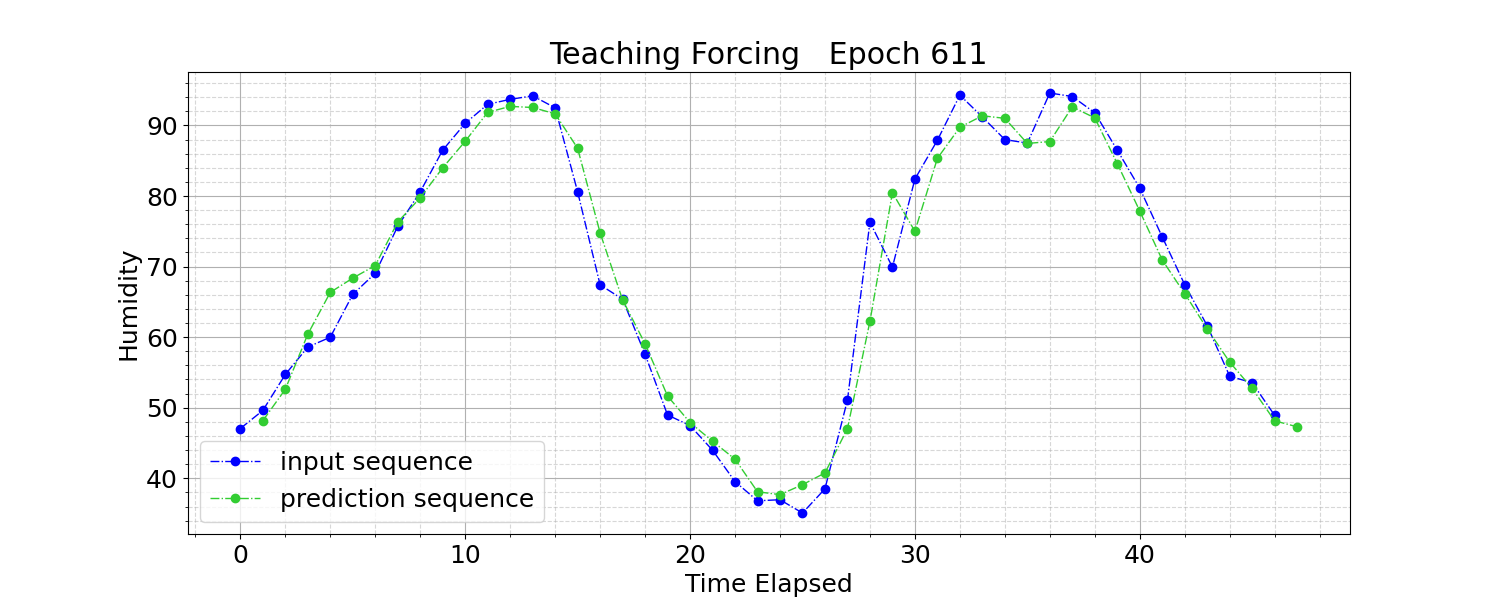 Teaching Forcing   Epoch 611
Humidity
90
80
70
60
50
40
input sequence
prediction sequence
0 10 20 30 40
Time Elapsed